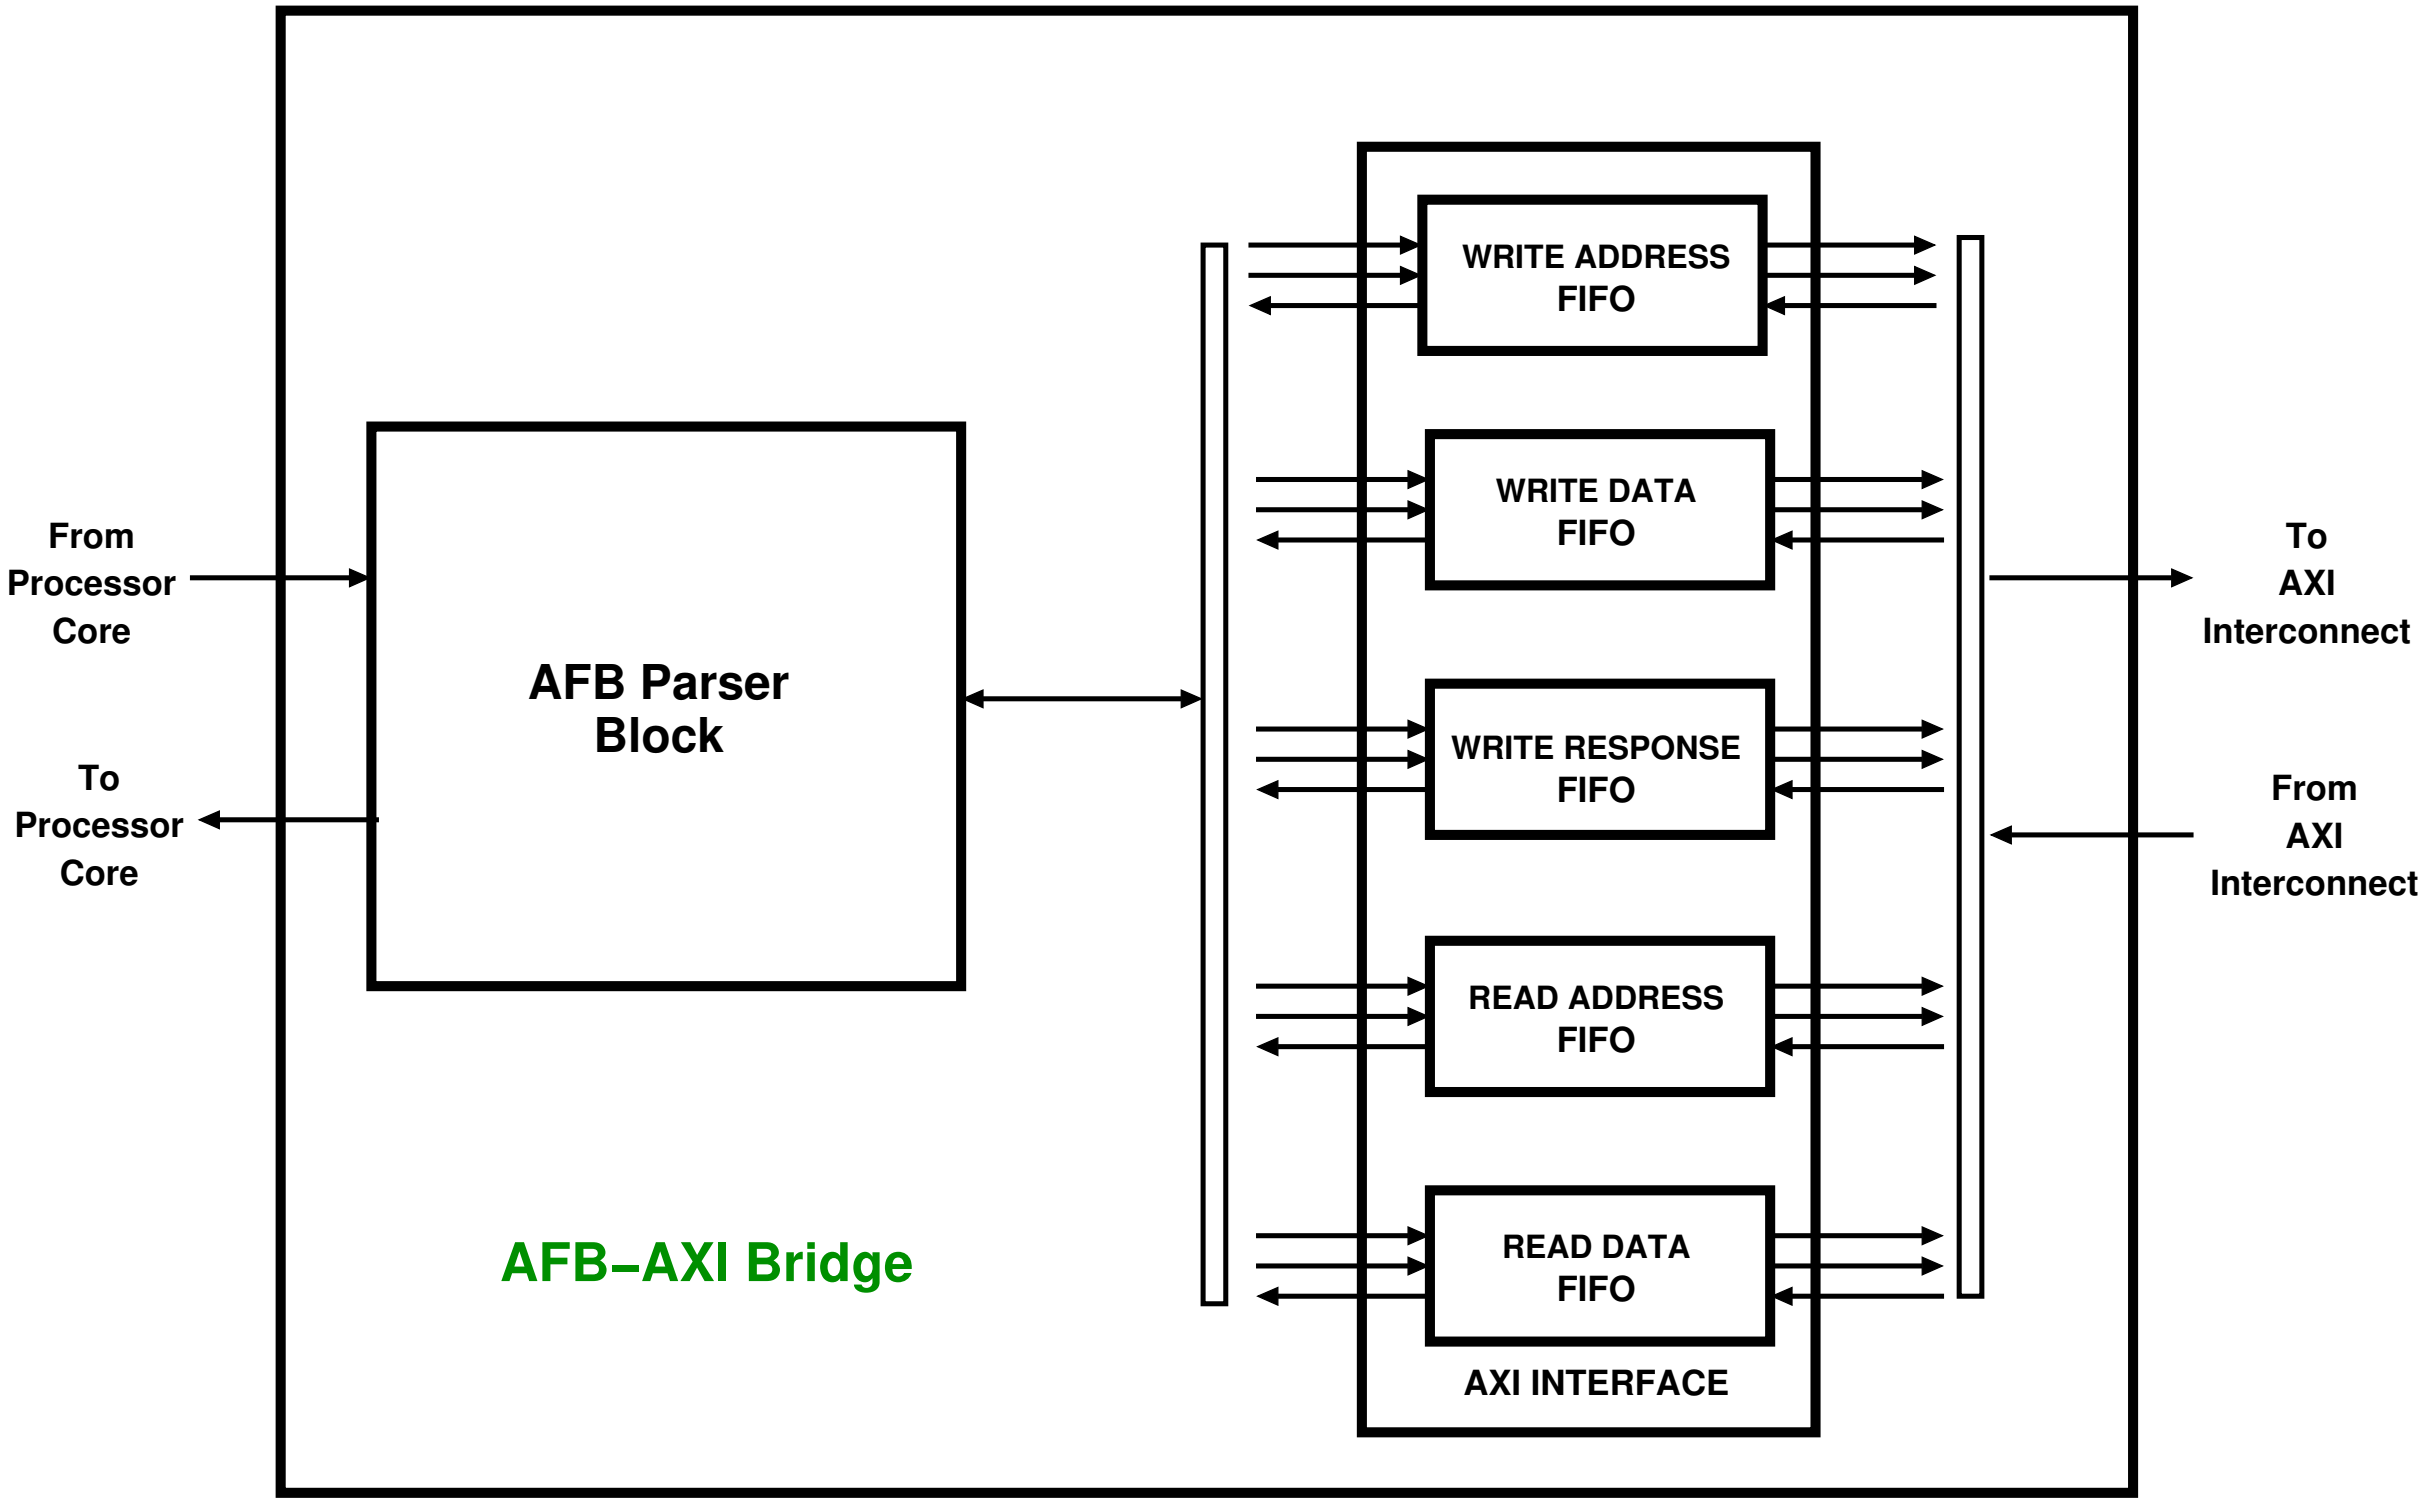 From
Processor
Core
To
Processor
Core
AFB Parser
Block
AFB–AXI Bridge
WRITE ADDRESS
FIFO
WRITE DATA
FIFO
WRITE RESPONSE
FIFO
READ ADDRESS
FIFO
READ DATA
FIFO
AXI INTERFACE
To
AXI
Interconnect
From
AXI
Interconnect